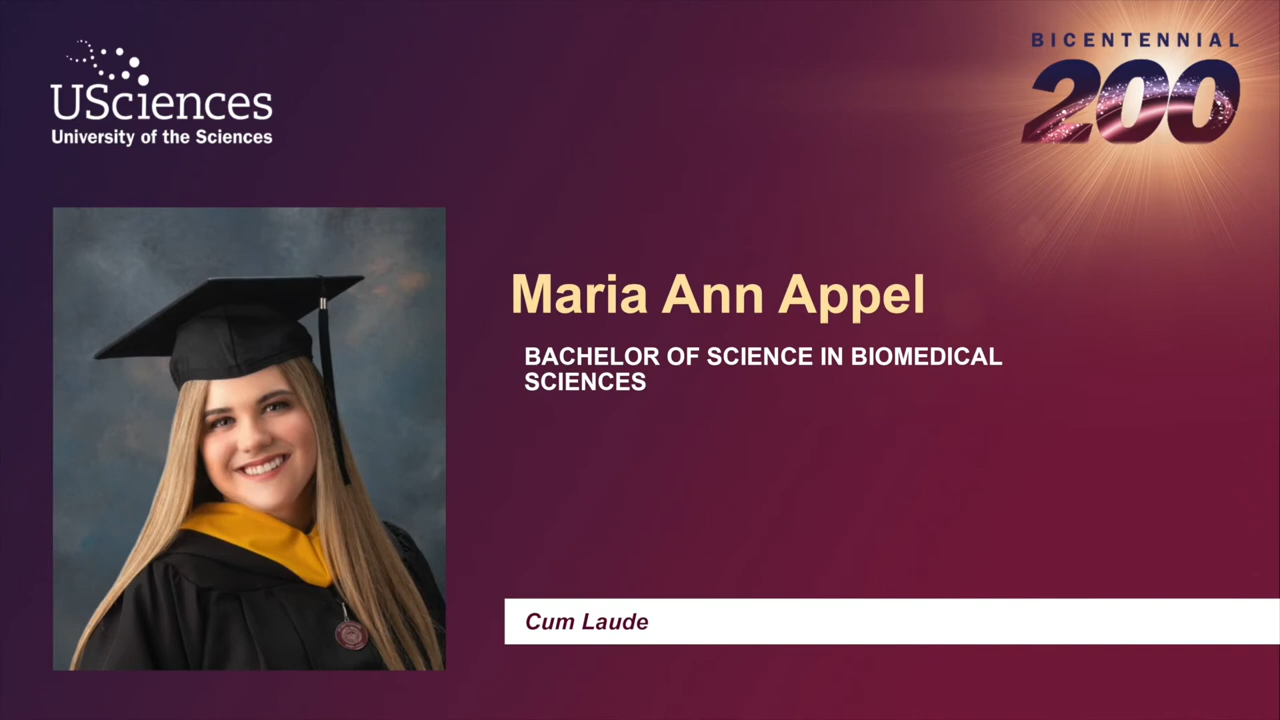 USciences
University of the Sciences
BICENTENNIAL
200
Maria Ann Appel
BACHELOR OF SCIENCE IN BIOMEDICAL
SCIENCES
Cum Laude